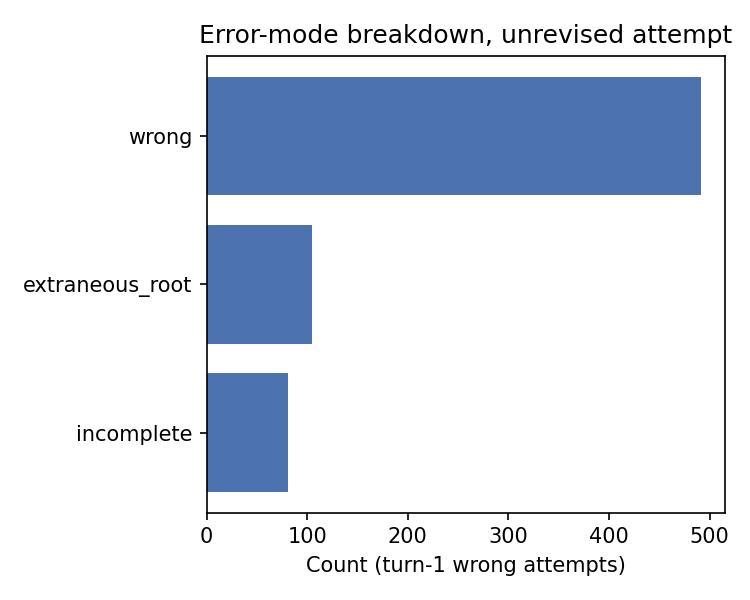 Error-mode breakdown, unrevised attempt
wrong
extraneous_root
incomplete
0 100 200 300 400 500
Count (turn-1 wrong attempts)